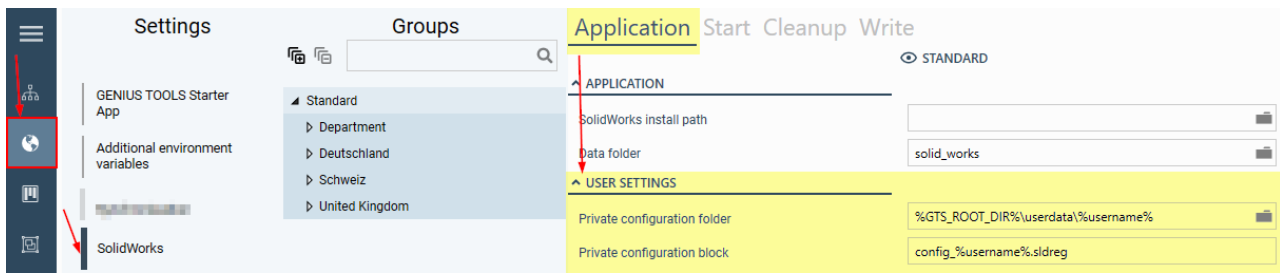 Settings
GENIUS TOOLS Starter
App
Additional environment
variables
SolidWorks
Groups
Standard
Department
Deutschland
Schweiz
United Kingdom
Application Start Cleanup Write
STANDARD
APPLICATION
SolidWorks install path
Data folder solid_works
USER SETTINGS
Private configuration folder %GTS_ROOT_DIR%\userdata\%username%
Private configuration block config_%username%.sldreg